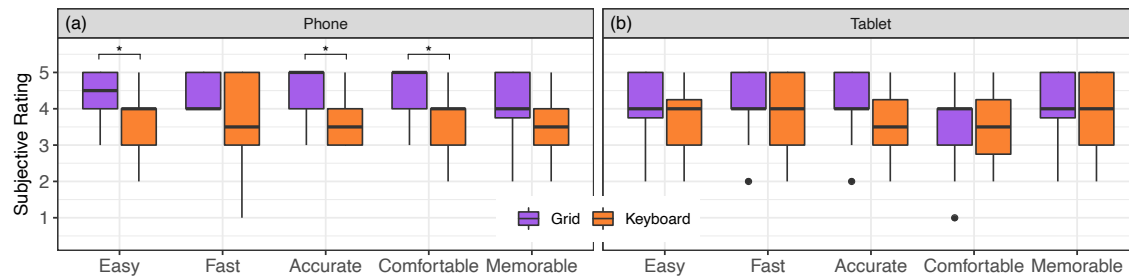 (a) Phone
(b) Tablet
* * *
Subjective Rating
5
4
3
2
1
Grid Keyboard
Easy Fast Accurate Comfortable Memorable
Easy Fast Accurate Comfortable Memorable